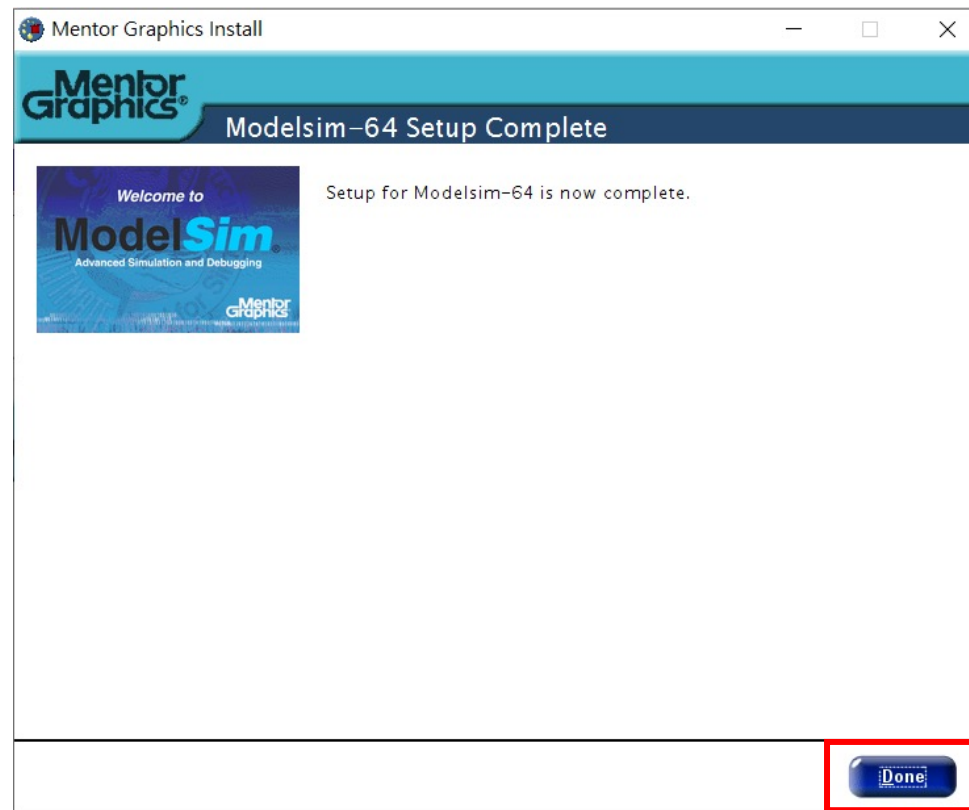 Mentor Graphics Install
Mentor
Graphics®
Modelsim-64 Setup Complete
Welcome to
ModelSim®
Advanced Simulation and Debugging
Mentor
Graphics
Setup for Modelsim-64 is now complete.
Done